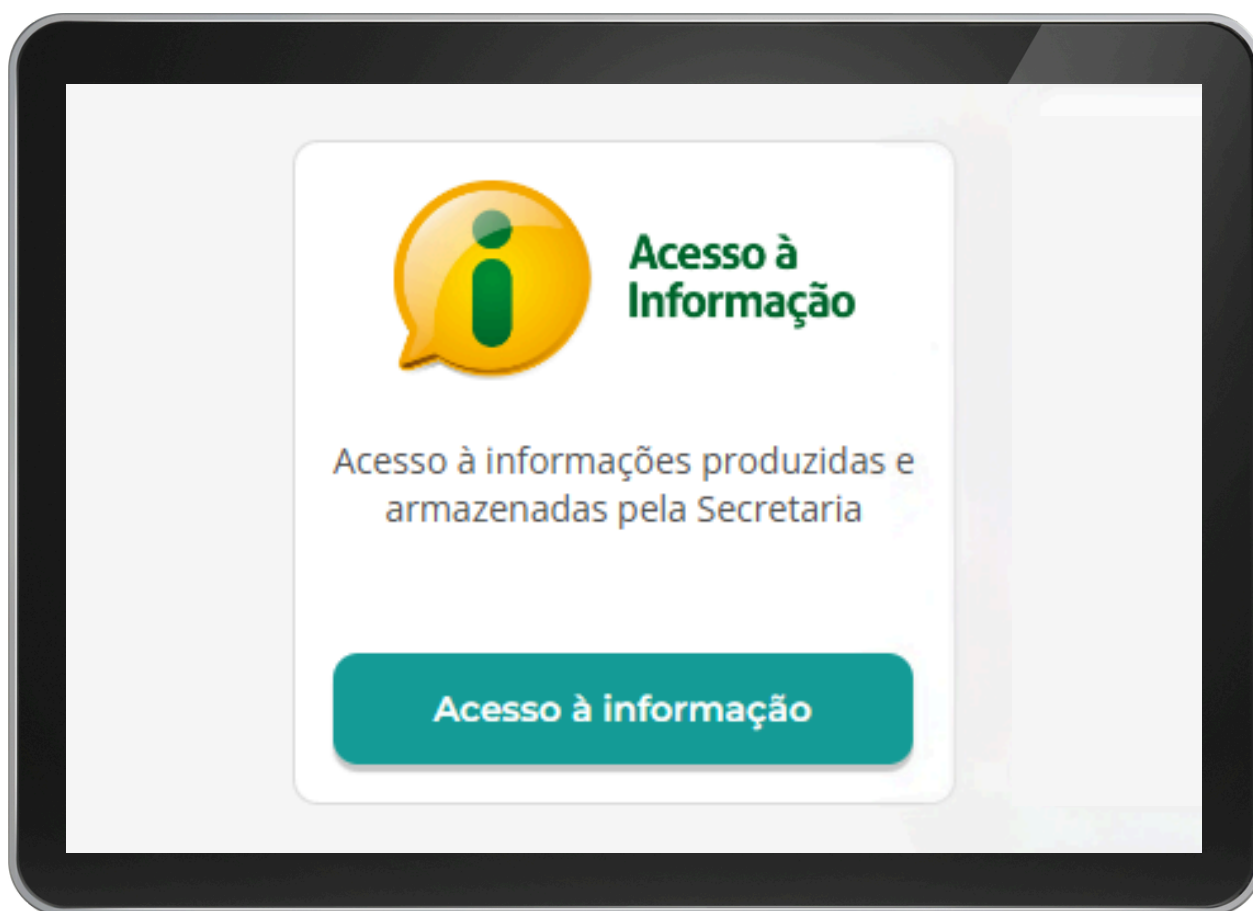 Acesso à
Informação
Acesso à informações produzidas e
armazenadas pela Secretaria
Acesso à informação